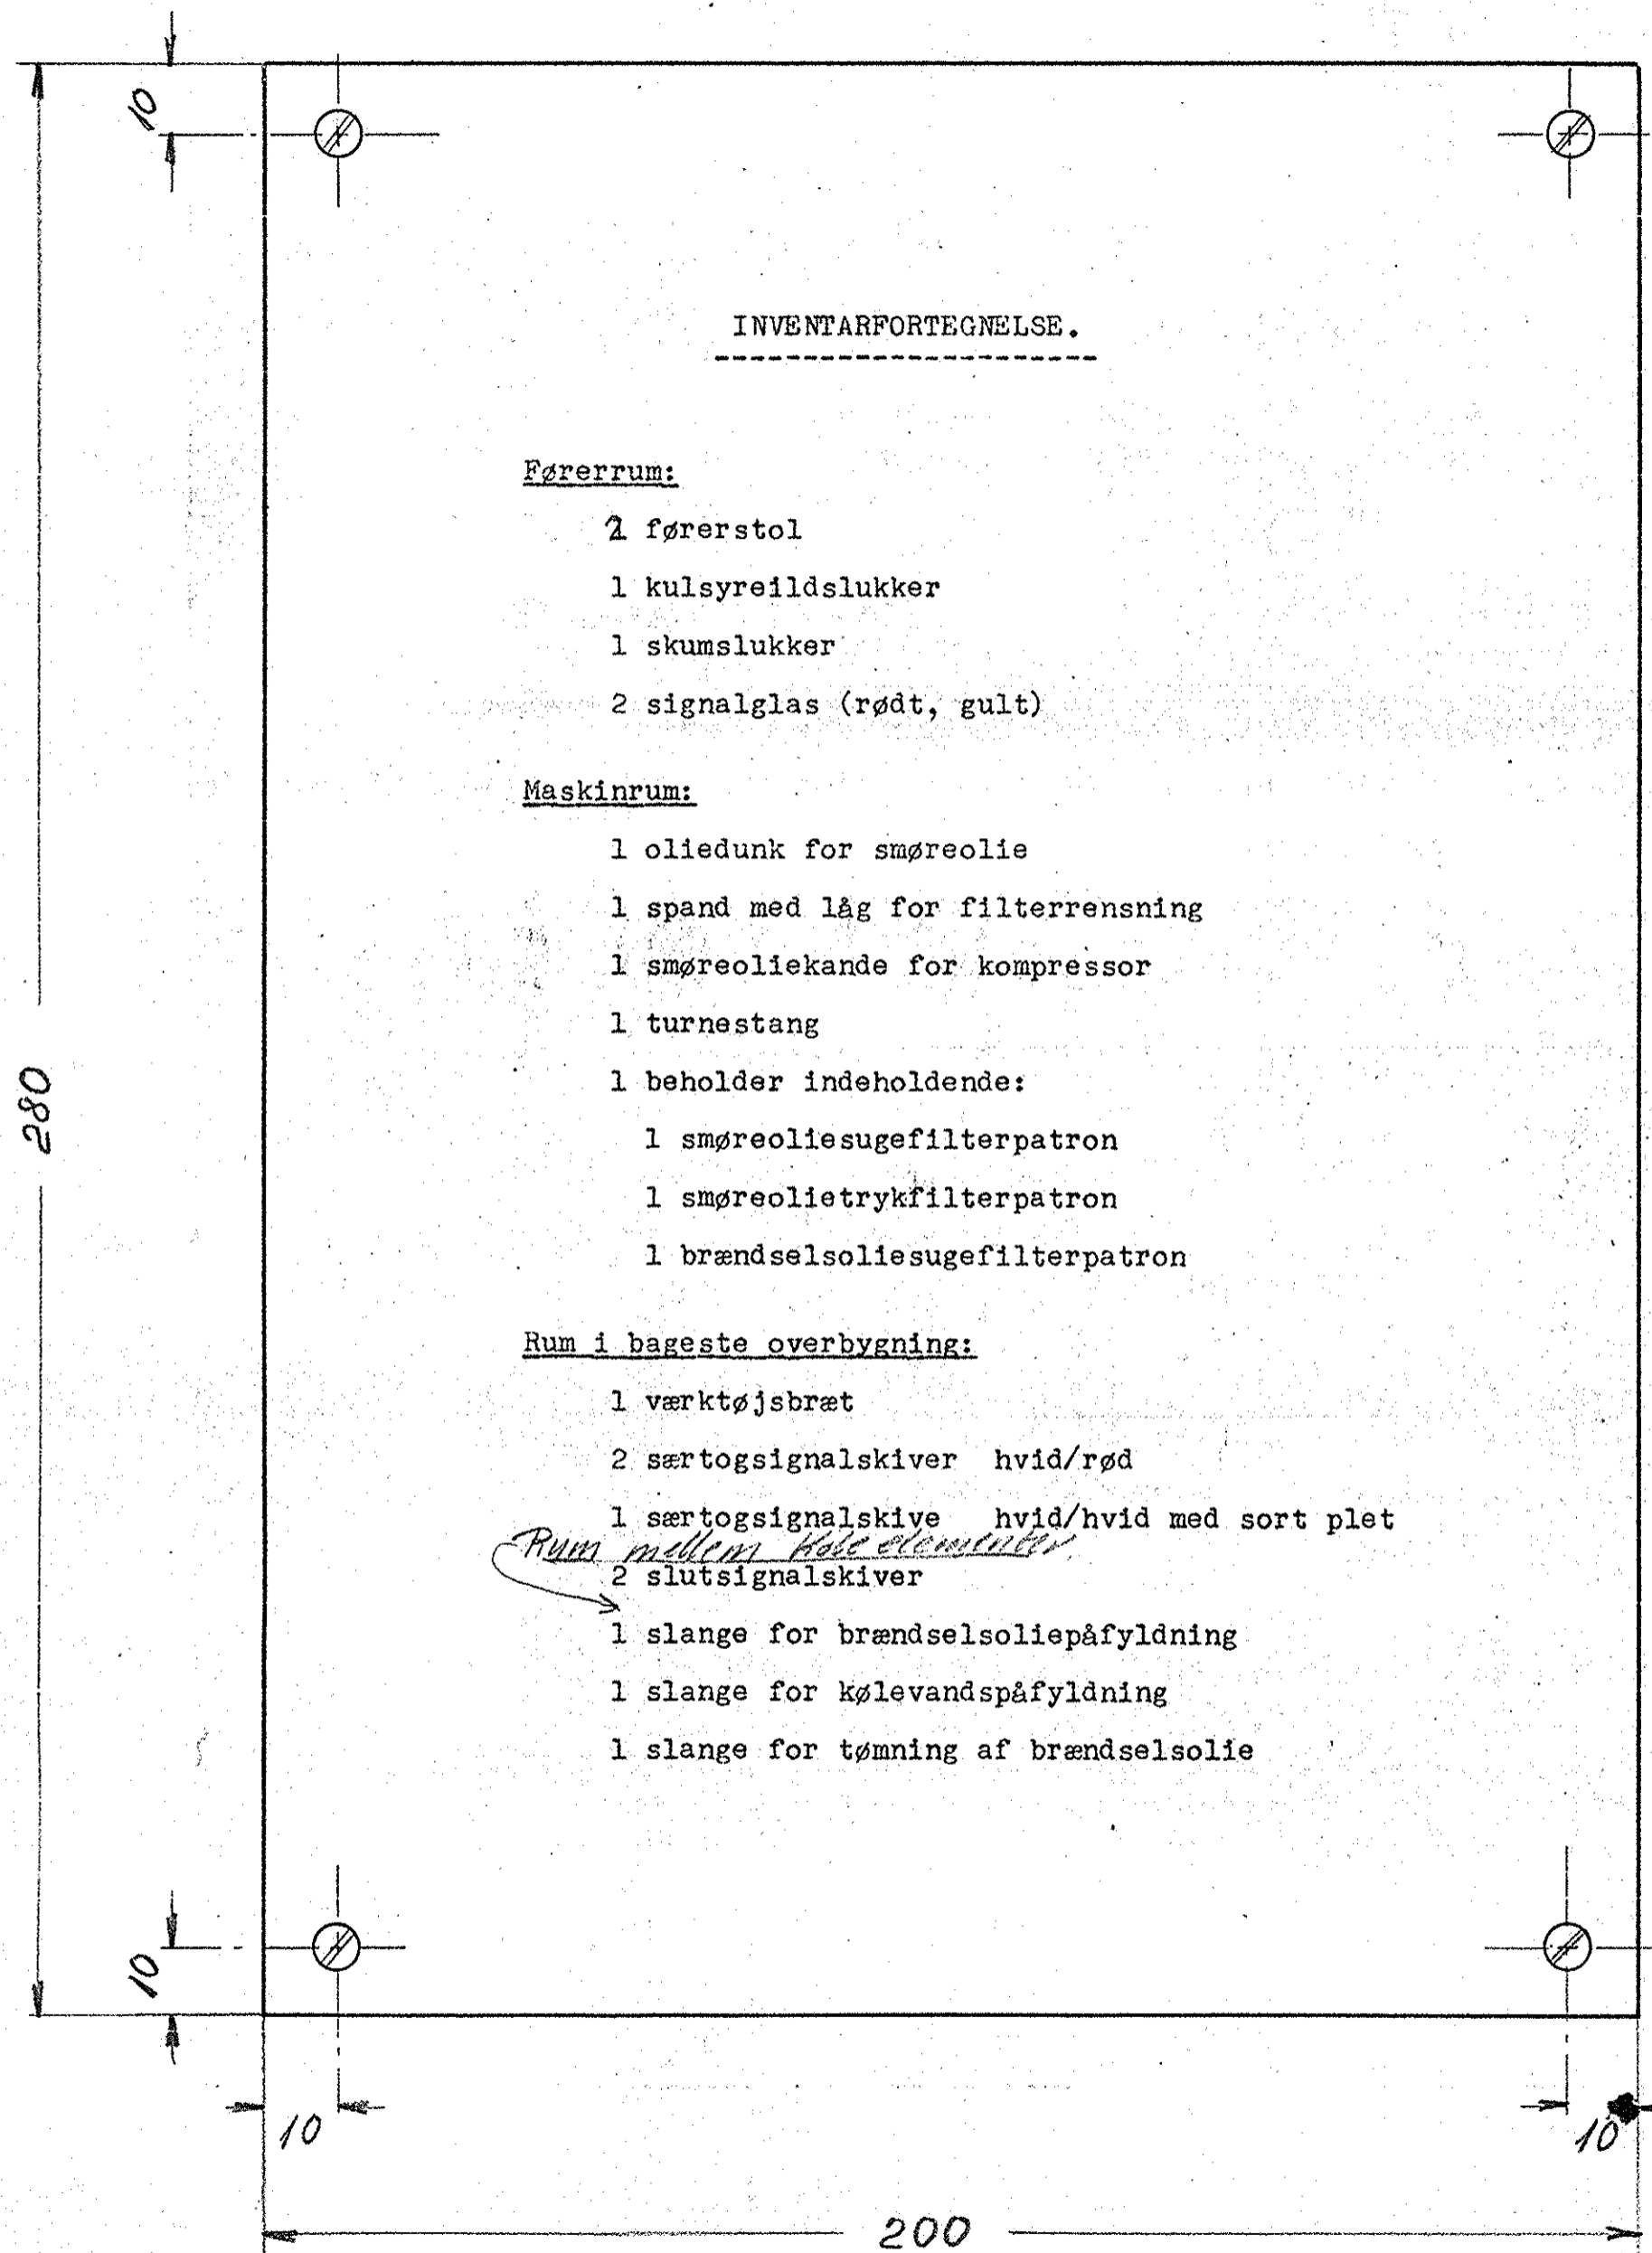 10
INVENTARFORTEGNELSE.
Førerrum:
2 førerstol
1 kulsyreildslukker
1 skumslukker
2 signalglas (rødt, gult)
Maskinrum:
1 oliedunk for smøreolie
1 spand med låg for filterrensning
1 smøreoliekande for kompressor
1 turnestang
1 beholder indeholdende:
280
1 smøreoliesugefilterpatron
1 smøreolietrykfilterpatron
1 brændselsoliesugefilterpatron
Rum i bageste overbygning:
1 værktøjsbræt
2 særtogsignalskiver hvid/rød
1 særtogsignalskive hvid/hvid med sort plet
Rum mellem køle elementer
2 slutsignalskiver
1 slange for brændselsoliepåfyldning
1 slange for kølevandspåfyldning
1 slange for tømning af brændselsolie
10
10
10
200